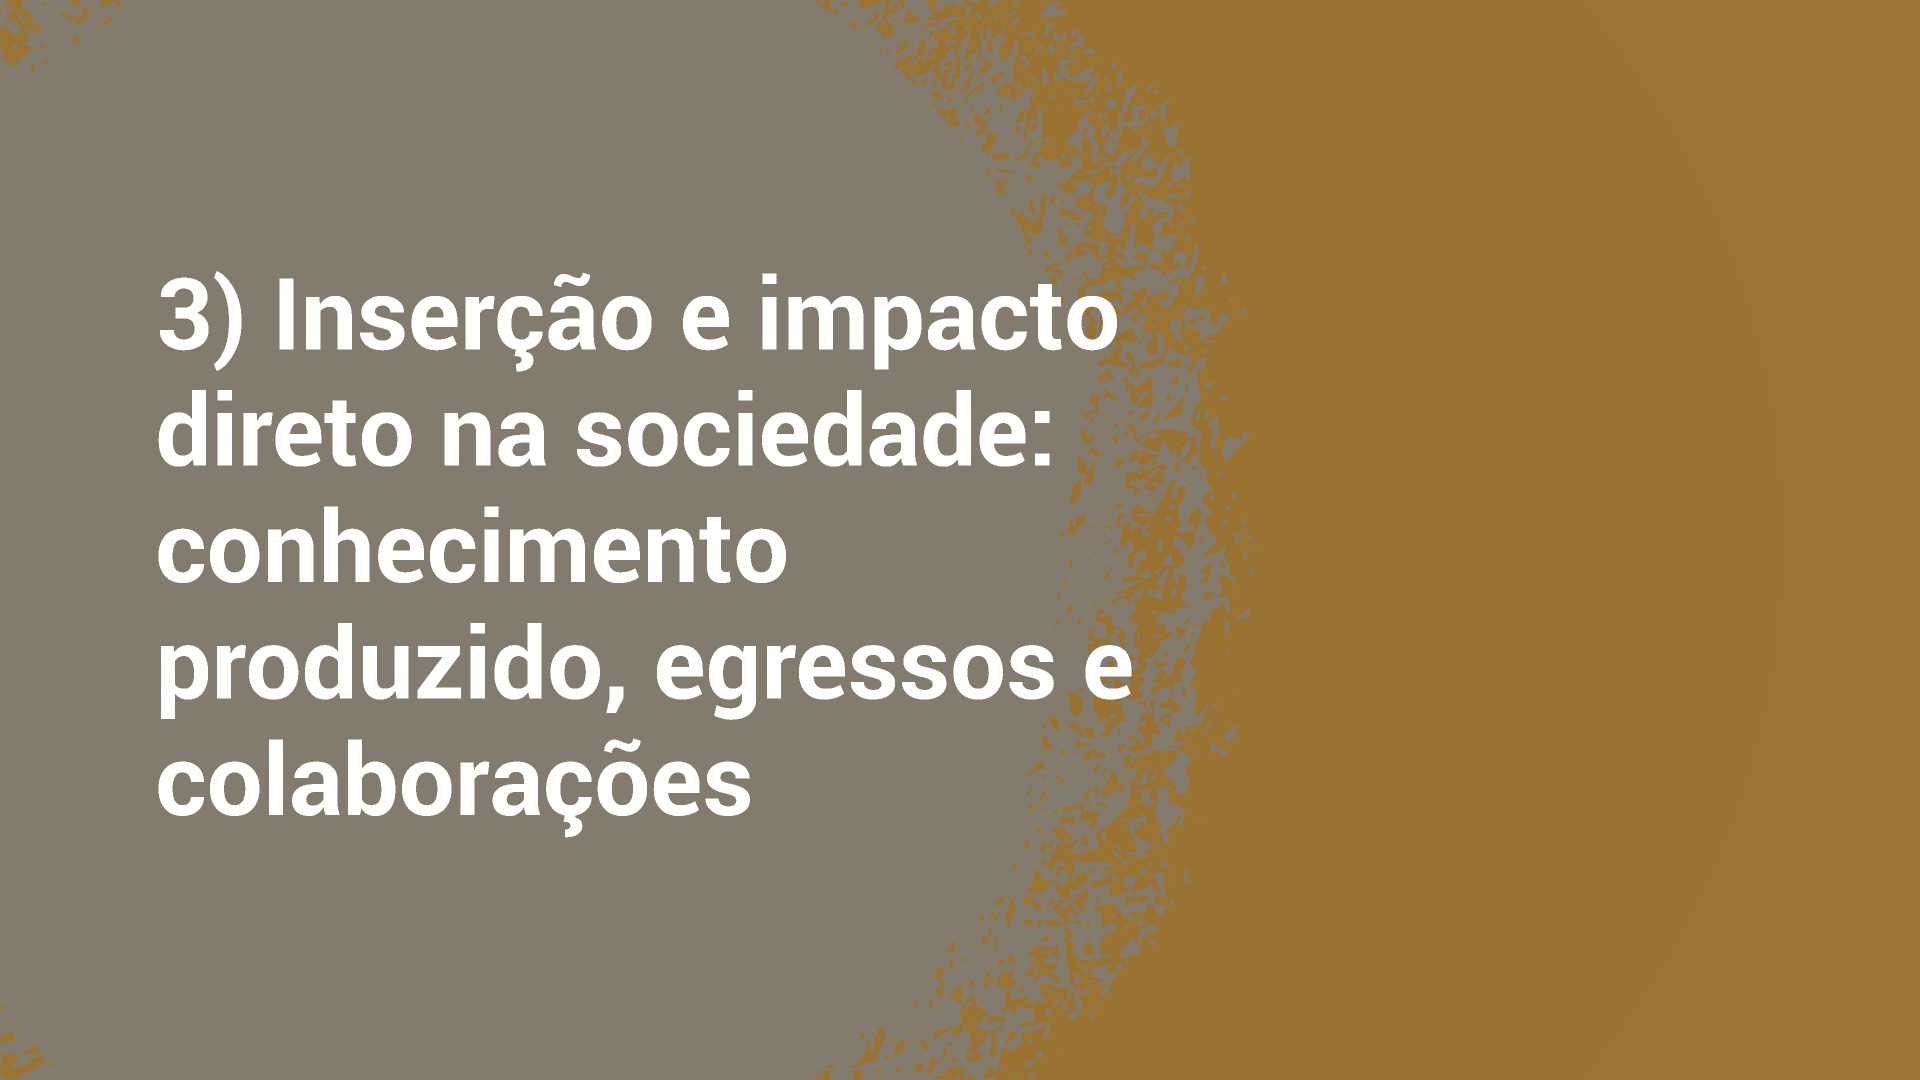 3) Inserção e impacto
direto na sociedade:
conhecimento
produzido, egressos e
colaborações